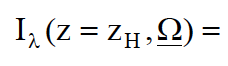 I_λ(z = z_H, Ω) =